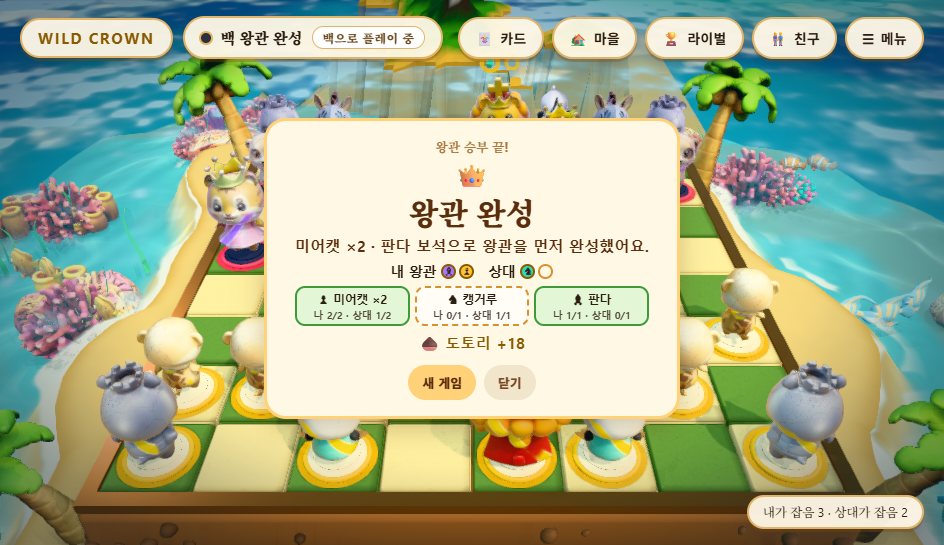 WILD CROWN
백 왕관 완성
백으로 플레이 중
카드
마을
라이벌
친구
☰ 메뉴
왕관 승부 끝!
왕관 완성
미어캣 ×2 · 판다 보석으로 왕관을 먼저 완성했어요.
내 왕관 상대
미어캣 ×2
나 2/2 · 상대 1/2
캥거루
나 0/1 · 상대 1/1
판다
나 1/1 · 상대 0/1
도토리 +18
새 게임
닫기
내가 잡음 3 · 상대가 잡음 2